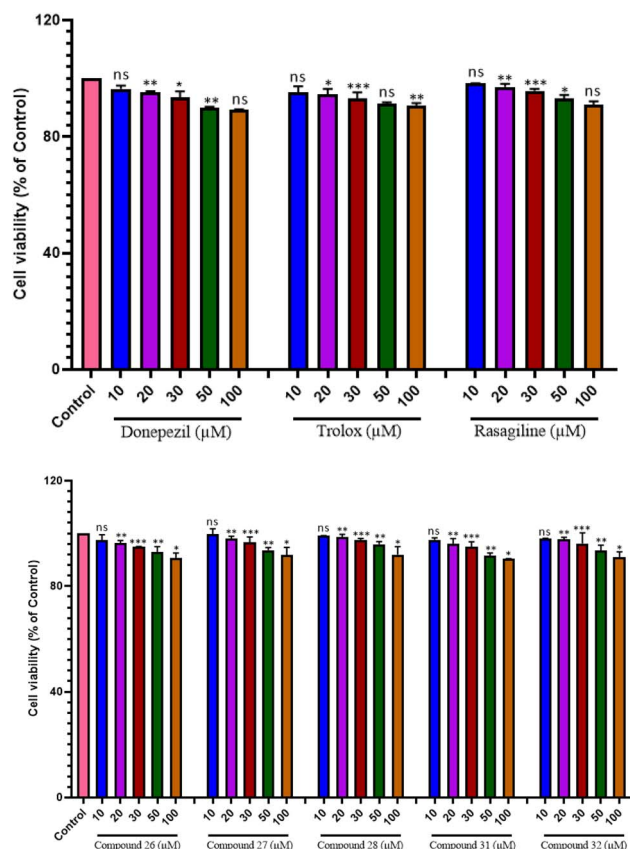 120
80
40
0
Cell viability (% of Control)
ns ** * ** ns
ns * *** ns **
ns ** *** * ns
Control 10 20 30 50 100 10 20 30 50 100 10 20 30 50 100
Donepezil (µM) Trolox (µM) Rasagiline (µM)
120
80
40
0
Cell viability (% of Control)
ns ** *** ** *
ns ** *** ** *
ns ** *** ** *
ns ** *** ** *
ns ** *** ** *
Control 10 20 30 50 100 10 20 30 50 100 10 20 30 50 100 10 20 30 50 100 10 20 30 50 100
Compound 26 (µM) Compound 27 (µM) Compound 28 (µM) Compound 31 (µM) Compound 32 (µM)